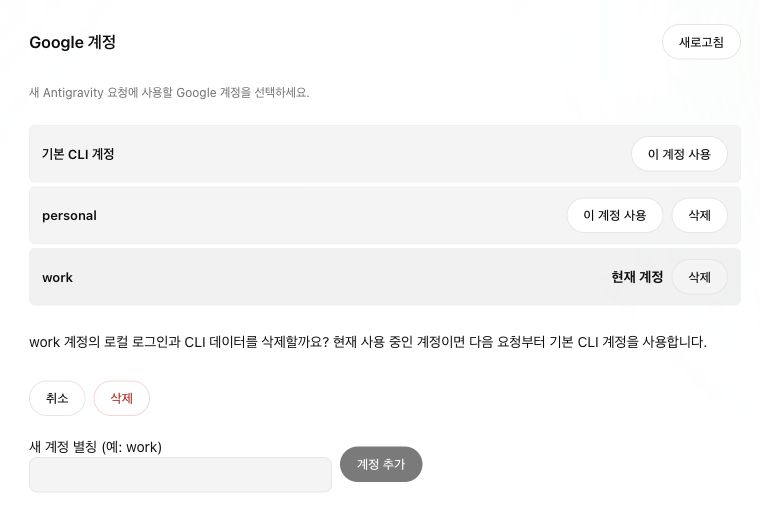 Google 계정
새로고침
새 Antigravity 요청에 사용할 Google 계정을 선택하세요.
기본 CLI 계정
이 계정 사용
personal
이 계정 사용
삭제
work
현재 계정
삭제
work 계정의 로컬 로그인과 CLI 데이터를 삭제할까요? 현재 사용 중인 계정이면 다음 요청부터 기본 CLI 계정을 사용합니다.
취소
삭제
새 계정 별칭 (예: work)
계정 추가